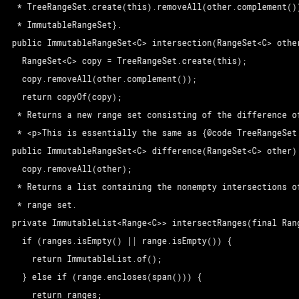 * TreeRangeSet.create(this).removeAll(other.complement())
* ImmutableRangeSet}.
public ImmutableRangeSet<C> intersection(RangeSet<C> other
RangeSet<C> copy = TreeRangeSet.create(this);
copy.removeAll(other.complement());
return copyOf(copy);
* Returns a new range set consisting of the difference of
* <p>This is essentially the same as {@code TreeRangeSet
public ImmutableRangeSet<C> difference(RangeSet<C> other)
copy.removeAll(other);
* Returns a list containing the nonempty intersections of
* range set.
private ImmutableList<Range<C>> intersectRanges(final Rang
if (ranges.isEmpty() || range.isEmpty()) {
return ImmutableList.of();
} else if (range.encloses(span())) {
return ranges;